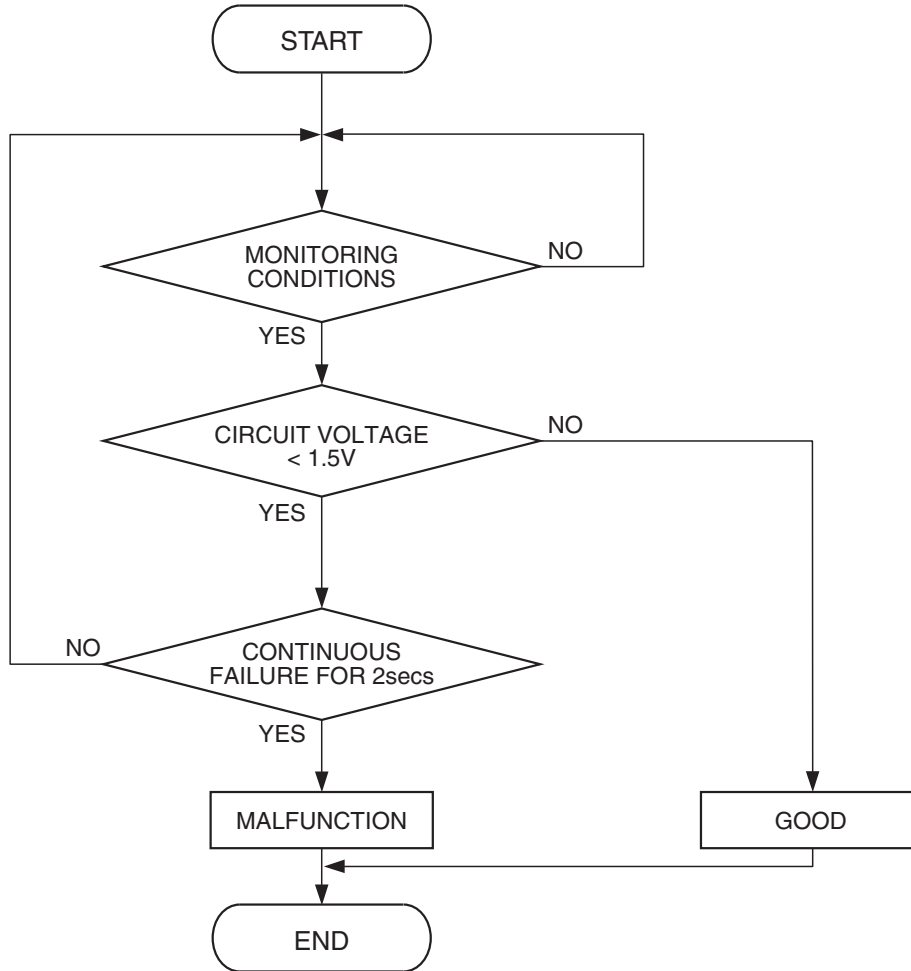 START
MONITORING
CONDITIONS
NO
YES
CIRCUIT VOLTAGE
< 1.5V
NO
YES
NO
CONTINUOUS
FAILURE FOR 2secs
YES
MALFUNCTION
GOOD
END